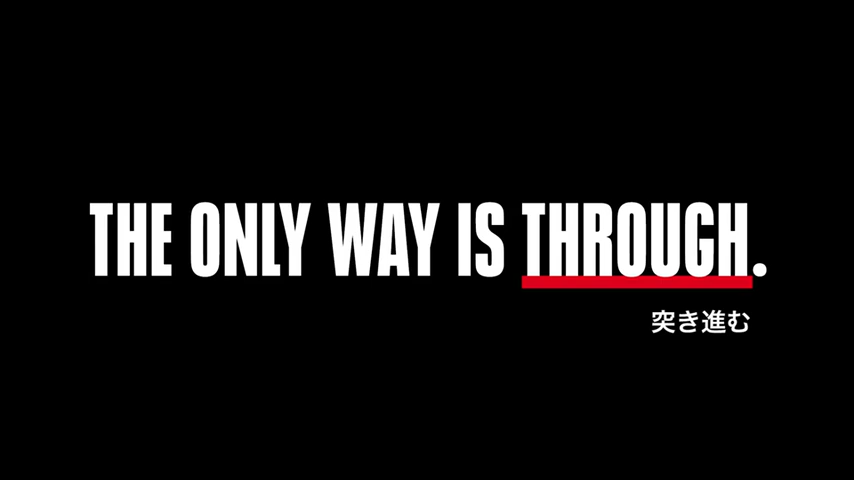 THE ONLY WAY IS THROUGH.
突き進む